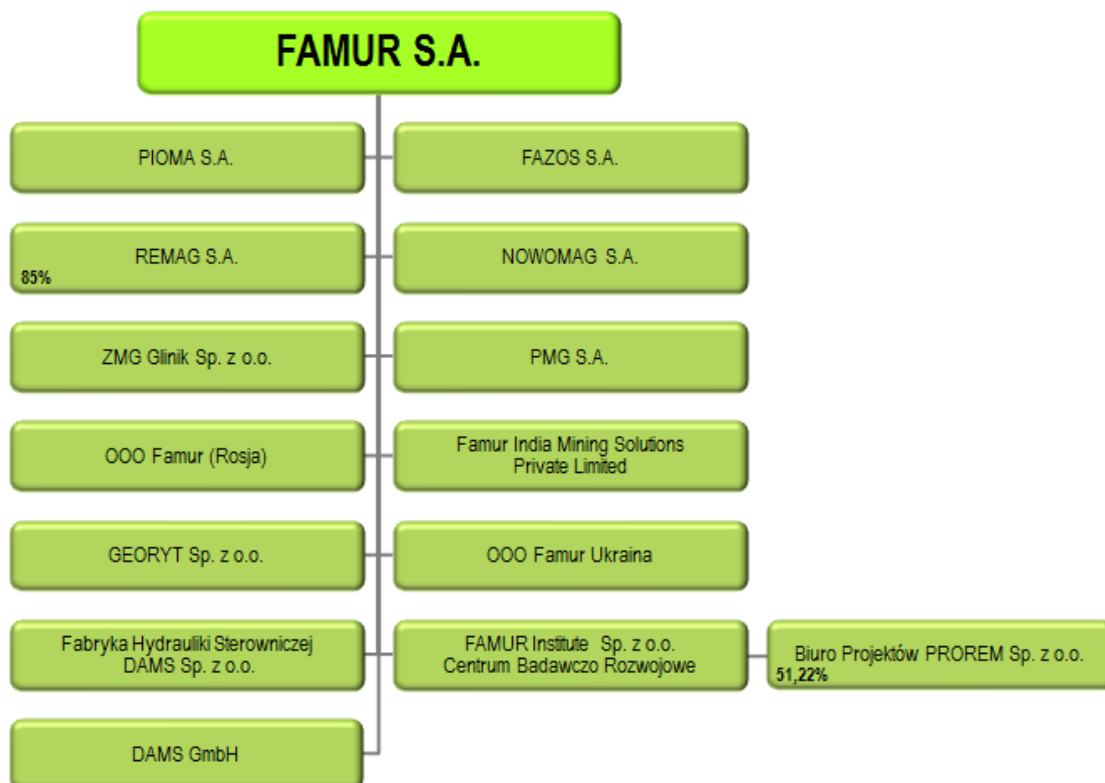 FAMUR S.A.
PIOMA S.A.
FAZOS S.A.
REMAG S.A.
85%
NOWOMAG S.A.
ZMG Glinik Sp. z o.o.
PMG S.A.
OOO Famur (Rosja)
Famur India Mining Solutions
Private Limited
GEORYT Sp. z o.o.
OOO Famur Ukraina
Fabryka Hydrauliki Sterowniczej
DAMS Sp. z o.o.
FAMUR Institute Sp. z o.o.
Centrum Badawczo Rozwojowe
Biuro Projektów PROREM Sp. z o.o.
51,22%
DAMS GmbH